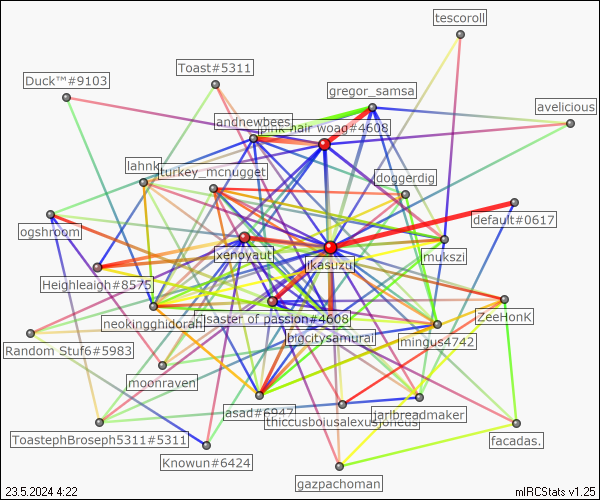 tescoroll
Toast#5311
Duck™#9103
gregor_samsa
avelicious
andnewbees
pink hair woag#4608
lahnk
turkey_mcnugget
doggerdig
default#0617
ogshroom
xenoyaut
ikasuzu
mukszi
Heighleaigh#8575
neokingghidorah
disaster of passion#4608
ZeeHonK
bigcitysamurai
mingus4742
Random Stuf6#5983
moonraven
asad#6947
jarlbreadmaker
ToastephBroseph5311#5311
facadas.
Knowun#6424
gazpachoman
23.5.2024 4:22
mIRCStats v1.25